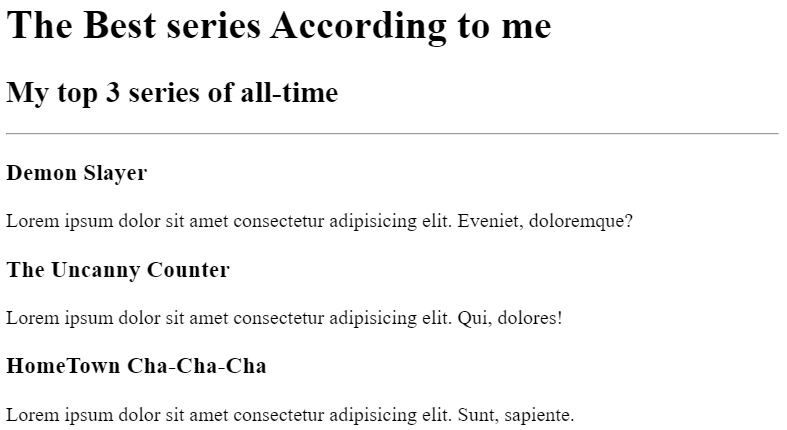 The Best series According to me
My top 3 series of all-time
Demon Slayer
Lorem ipsum dolor sit amet consectetur adipisicing elit. Eveniet, doloremque?
The Uncanny Counter
Lorem ipsum dolor sit amet consectetur adipisicing elit. Qui, dolores!
HomeTown Cha-Cha-Cha
Lorem ipsum dolor sit amet consectetur adipisicing elit. Sunt, sapiente.